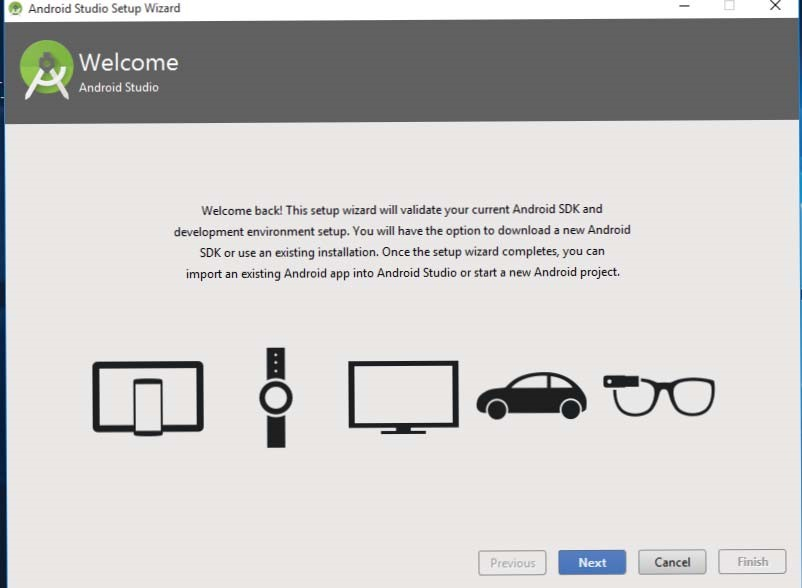 Android Studio Setup Wizard
Welcome
Android Studio
Welcome back! This setup wizard will validate your current Android SDK and
development environment setup. You will have the option to download a new Android
SDK or use an existing installation. Once the setup wizard completes, you can
import an existing Android app into Android Studio or start a new Android project.
Previous Next Cancel Finish